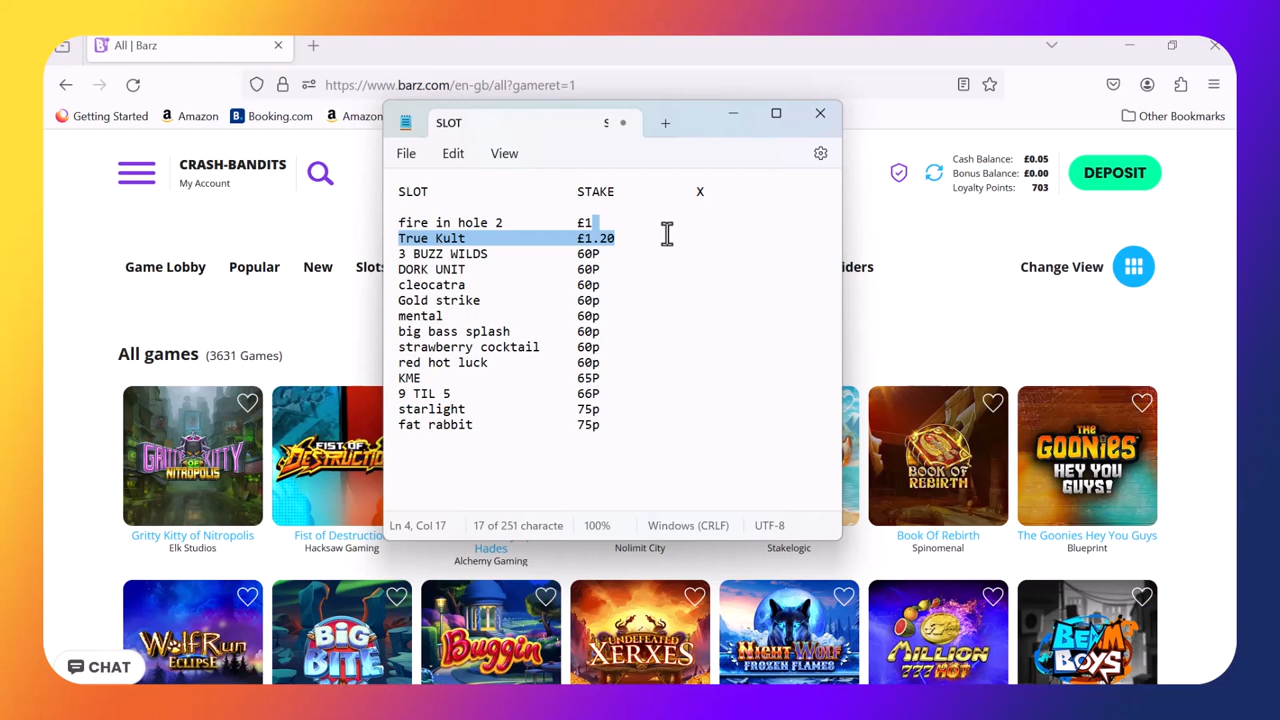 All | Barz
https://www.barz.com/en-gb/all?gameret=1
Getting Started
Amazon
Booking.com
Amazon
Other Bookmarks
SLOT S
File Edit View
CRASH-BANDITS
My Account
Cash Balance: £0.05
Bonus Balance: £0.00
Loyalty Points: 703
DEPOSIT
SLOT STAKE X
fire in hole 2 £1
True Kult £1.20
3 BUZZ WILDS 60P
DORK UNIT 60P
cleocatra 60p
Gold strike 60p
mental 60p
big bass splash 60p
strawberry cocktail 60p
red hot luck 60p
KME 65P
9 TIL 5 66P
starlight 75p
fat rabbit 75p
Ln 4, Col 17 17 of 251 characte 100% Windows (CRLF) UTF-8
Game Lobby Popular New Slots
Change View
All games (3631 Games)
GRITTY KITTY OF NITROPOLIS
FIST OF DESTRUCTION
BOOK OF REBIRTH
THE GOONIES HEY YOU GUYS!
Gritty Kitty of Nitropolis
Elk Studios
Fist of Destructio
Hacksaw Gaming
Hades
Alchemy Gaming
Nolimit City
Stakelogic
Book Of Rebirth
Spinomenal
The Goonies Hey You Guys
Blueprint
WOLF RUN ECLIPSE
BIG BITE
Buggin
UNDEFEATED XERXES
NIGHT WOLF FROZEN FLAMES
MILLION 777 HOT
BEAM BOYS
CHAT